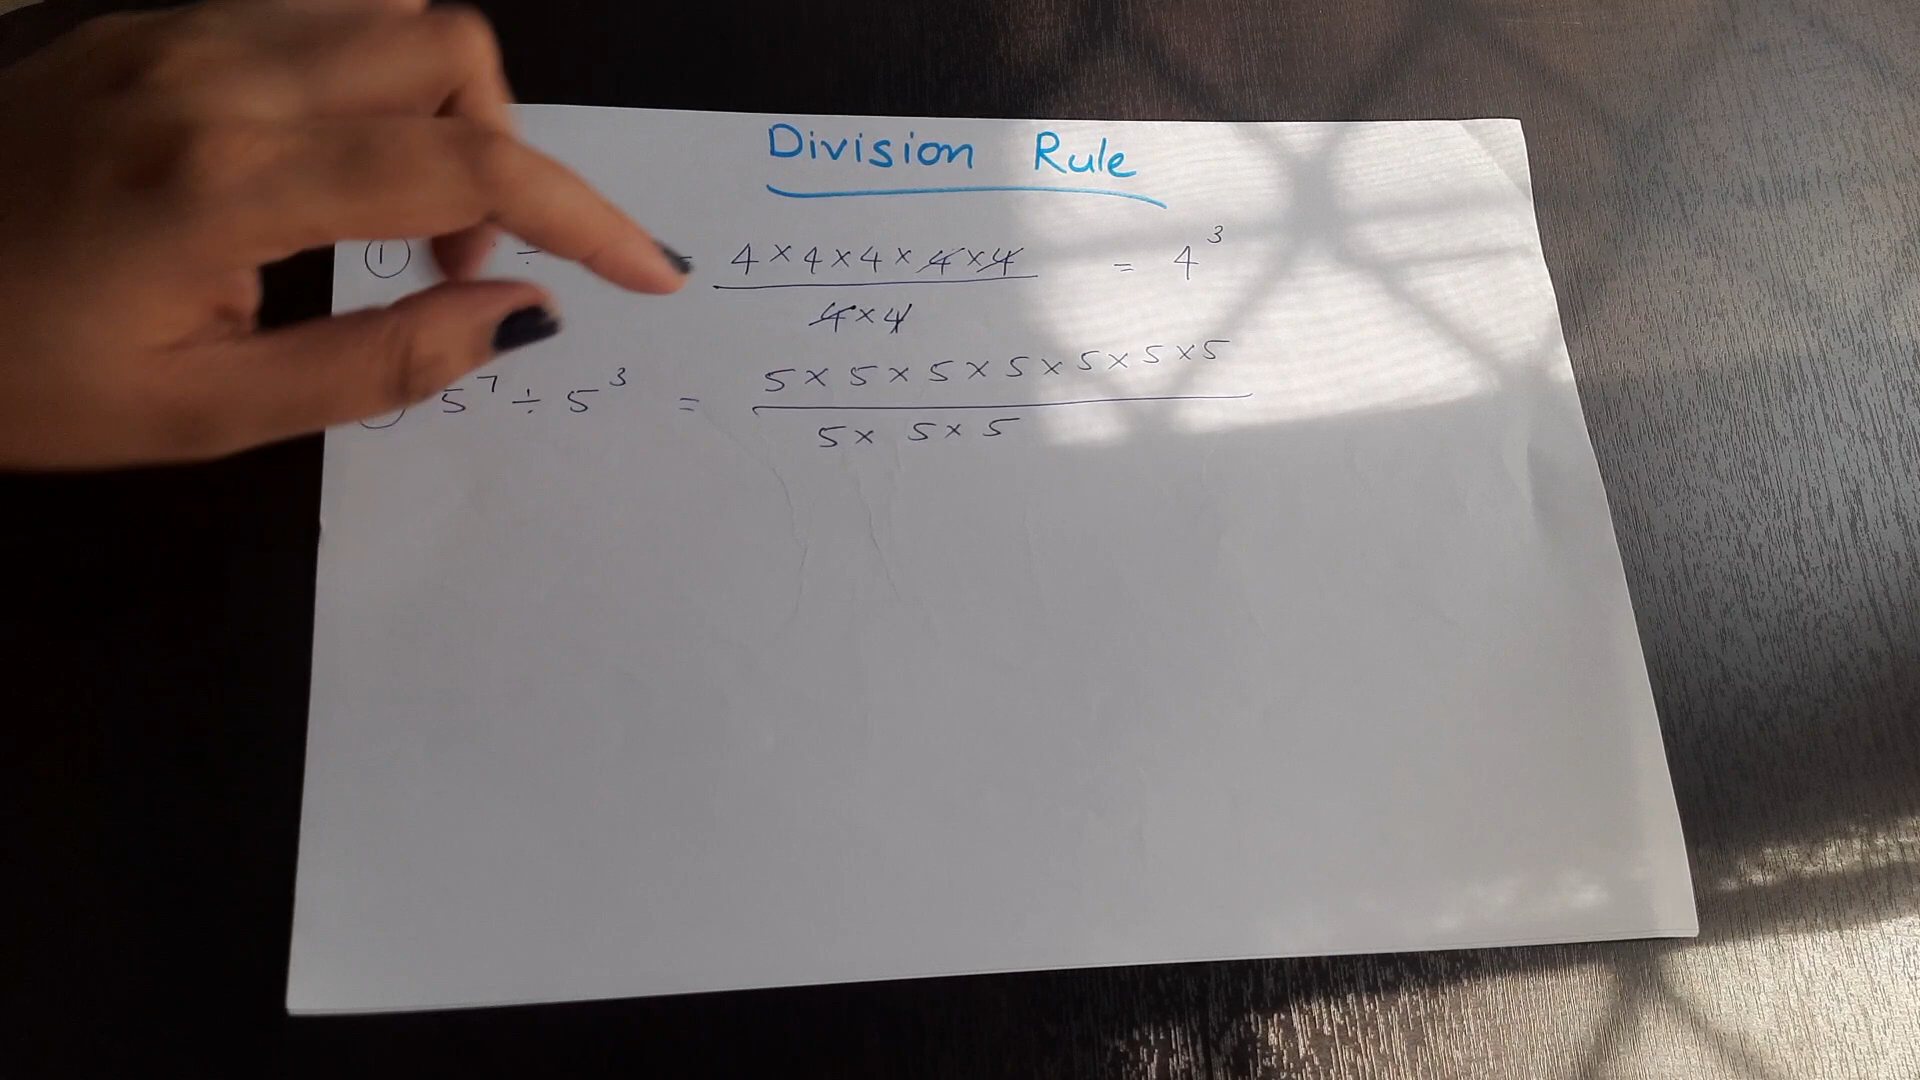 Division Rule
① ÷ = 4 × 4 × 4 × 4 × 4 = 4³
4 × 4
5⁷ ÷ 5³ = 5 × 5 × 5 × 5 × 5 × 5 × 5
5 × 5 × 5